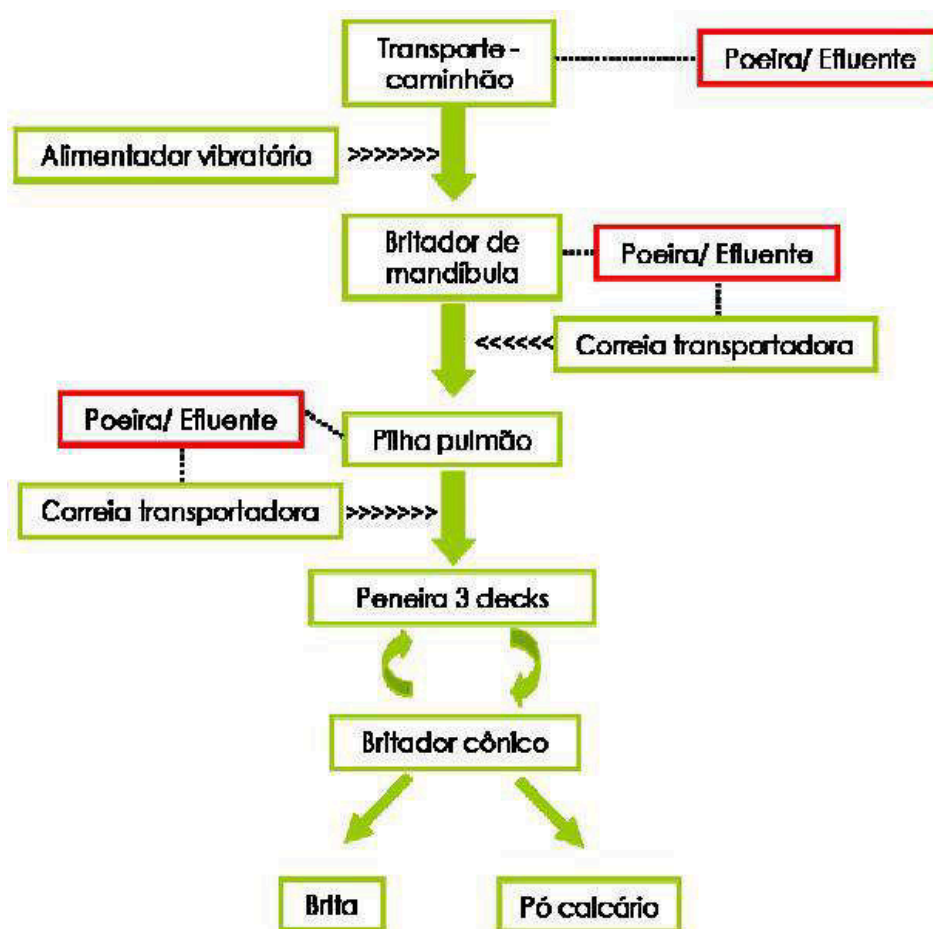 Transporte -
caminhão
Poeira/ Efluente
Alimentador vibratório
>>>>>>>
Britador de
mandíbula
Poeira/ Efluente
<<<<<<
Correia transportadora
Poeira/ Efluente
Pilha pulmão
Correia transportadora
>>>>>>>
Peneira 3 decks
Britador cônico
Brita
Pó calcário